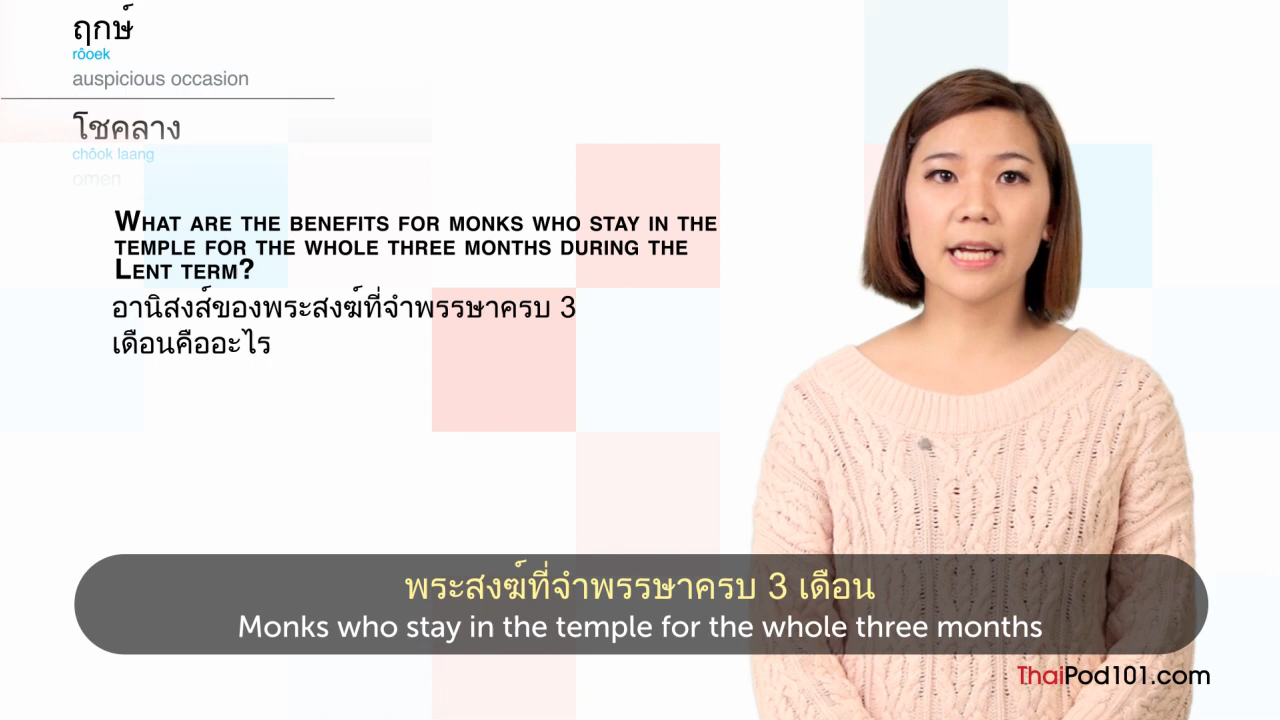 ฤกษ์
rôoek
auspicious occasion
โชคลาง
chôok laang
omen
What are the benefits for monks who stay in the
temple for the whole three months during the
Lent term?
อานิสงส์ของพระสงฆ์ที่จำพรรษาครบ 3
เดือนคืออะไร
พระสงฆ์ที่จำพรรษาครบ 3 เดือน
Monks who stay in the temple for the whole three months
ThaiPod101.com